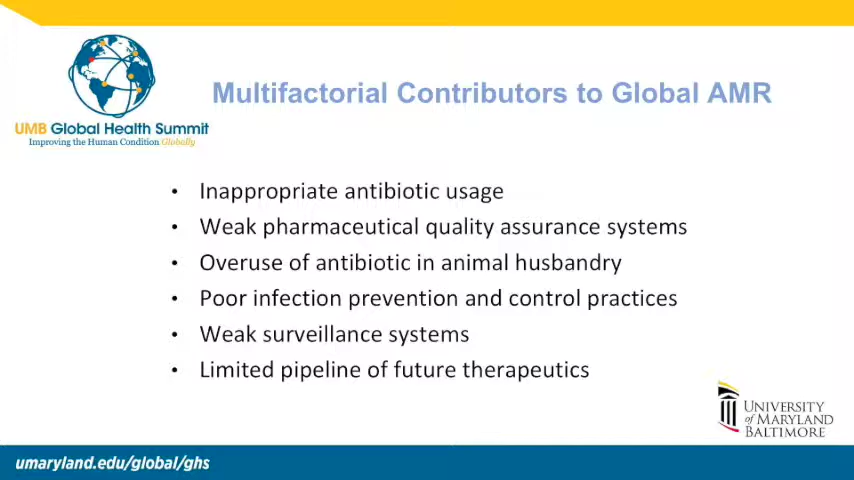 UMB Global Health Summit
Improving the Human Condition Globally
Multifactorial Contributors to Global AMR
• Inappropriate antibiotic usage
• Weak pharmaceutical quality assurance systems
• Overuse of antibiotic in animal husbandry
• Poor infection prevention and control practices
• Weak surveillance systems
• Limited pipeline of future therapeutics
UNIVERSITY
of MARYLAND
BALTIMORE
umaryland.edu/global/ghs